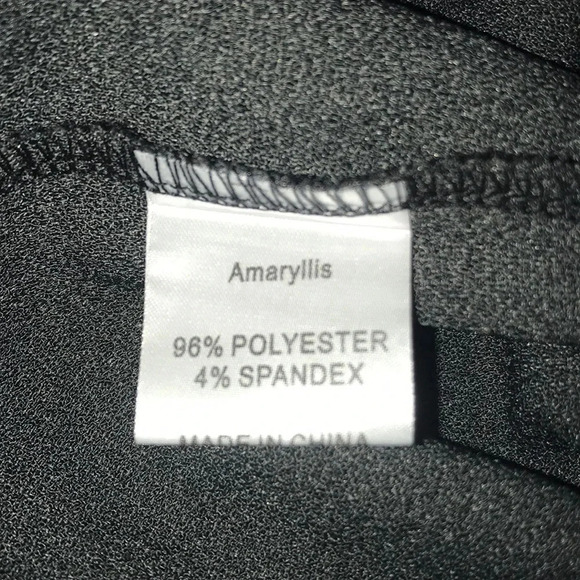 Amaryllis
96% POLYESTER
4% SPANDEX
MADE IN CHINA